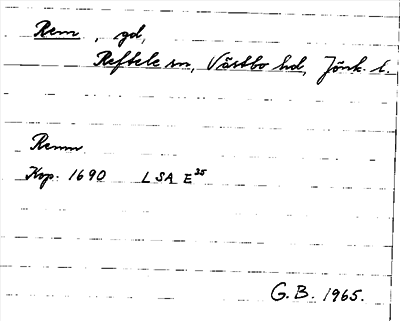 Rem, gd,
Reftele sn, Västbo hd, Jönk. l.
Remm
Kop. 1690 LSA E35
G.B. 1965.